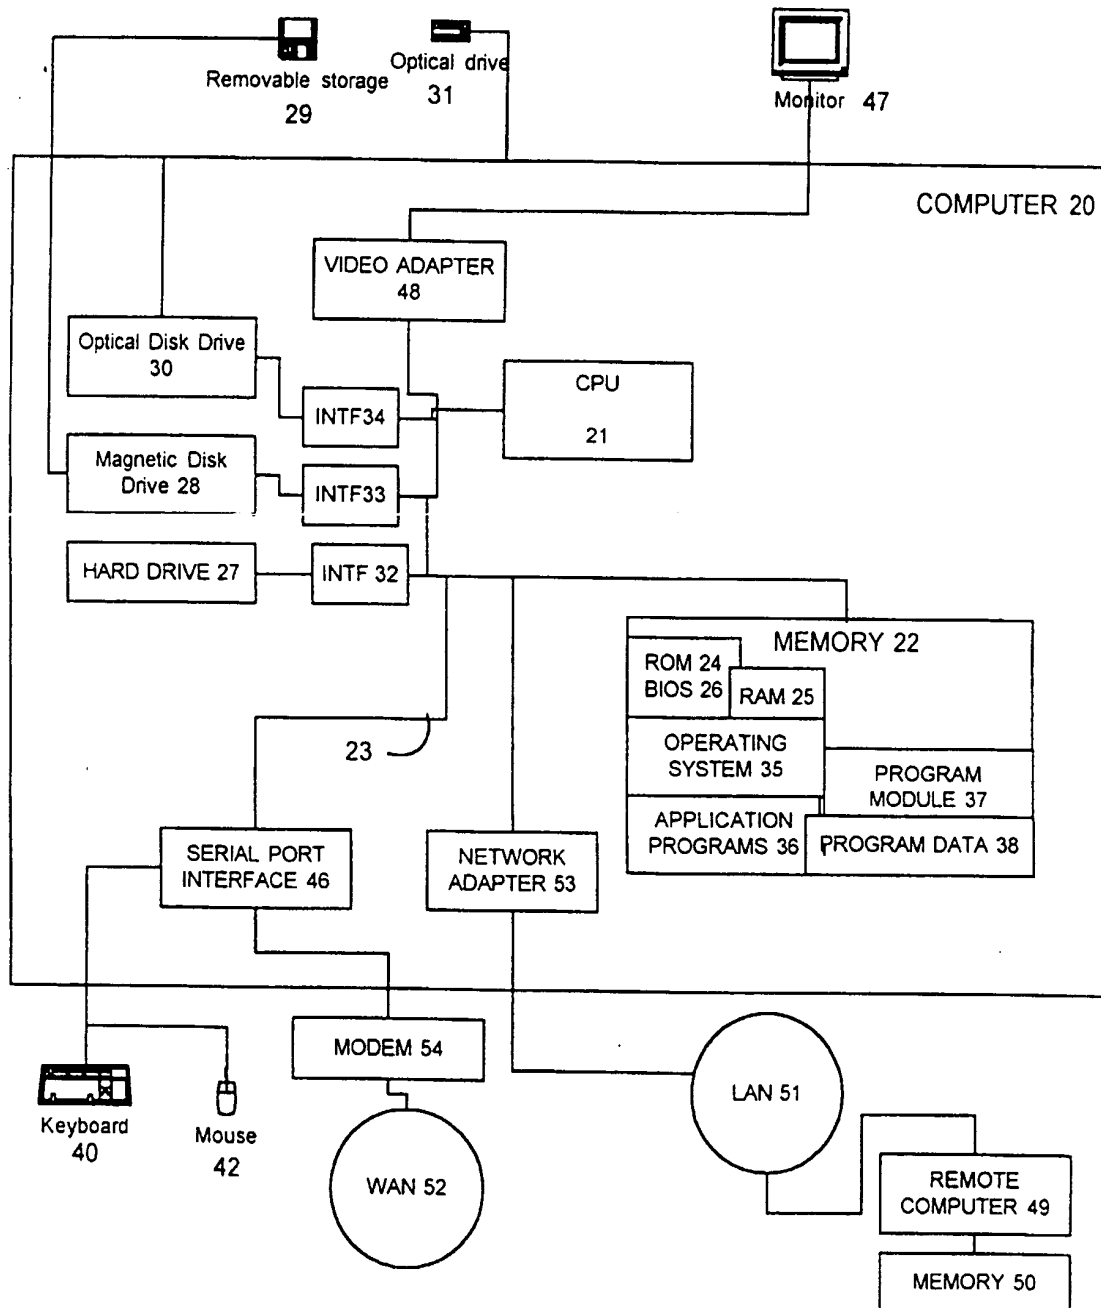 Removable storage
29
Optical drive
31
Monitor 47
COMPUTER 20
VIDEO ADAPTER
48
Optical Disk Drive
30
CPU
21
INTF34
Magnetic Disk
Drive 28
INTF33
HARD DRIVE 27
INTF 32
MEMORY 22
ROM 24
BIOS 26
RAM 25
OPERATING
SYSTEM 35
PROGRAM
MODULE 37
APPLICATION
PROGRAMS 36
PROGRAM DATA 38
23
SERIAL PORT
INTERFACE 46
NETWORK
ADAPTER 53
MODEM 54
LAN 51
Keyboard
40
Mouse
42
WAN 52
REMOTE
COMPUTER 49
MEMORY 50